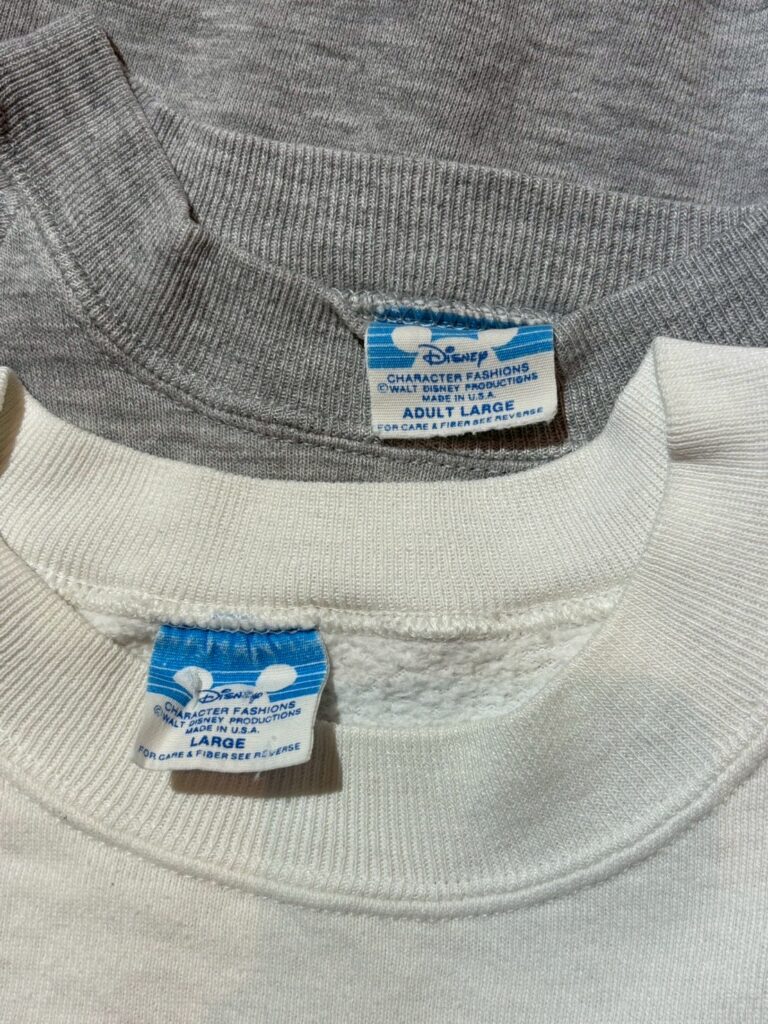 Disney
CHARACTER FASHIONS
©WALT DISNEY PRODUCTIONS
MADE IN U.S.A.
ADULT LARGE
FOR CARE & FIBER SEE REVERSE
Disney
CHARACTER FASHIONS
©WALT DISNEY PRODUCTIONS
MADE IN U.S.A.
LARGE
FOR CARE & FIBER SEE REVERSE